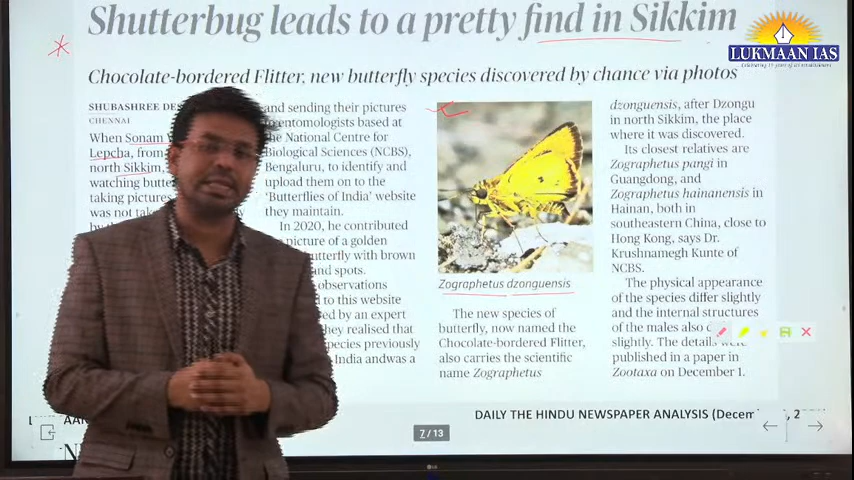 Shutterbug leads to a pretty find in Sikkim
LUKMAAN IAS
Chocolate-bordered Flitter, new butterfly species discovered by chance via photos
SHUBASHREE DES
CHENNAI
When Sonam
Lepcha, from
north Sikkim,
watching butte
taking pictures
was not tak
and sending their pictures
entomologists based at
the National Centre for
Biological Sciences (NCBS),
Bengaluru, to identify and
upload them on to the
'Butterflies of India' website
they maintain.
In 2020, he contributed
picture of a golden
utterfly with brown
and spots.
observations
d to this website
sed by an expert
hey realised that
species previously
India andwa a
Zographetus dzonguensis
The new species of
butterfly, now named the
Chocolate-bordered Flitter,
also carries the scientific
name Zographetus
dzonguensis, after Dzongu
in north Sikkim, the place
where it was discovered.
Its closest relatives are
Zographetus pangi in
Guangdong, and
Zographetus hainanensis in
Hainan, both in
southeastern China, close to
Hong Kong, says Dr.
Krushnamegh Kunte of
NCBS.
The physical appearance
of the species differ slightly
and the internal structures
of the males also d
slightly. The details were
published in a paper in
Zootaxa on December 1.
DAILY THE HINDU NEWSPAPER ANALYSIS (Decem
2
7 / 13
LG